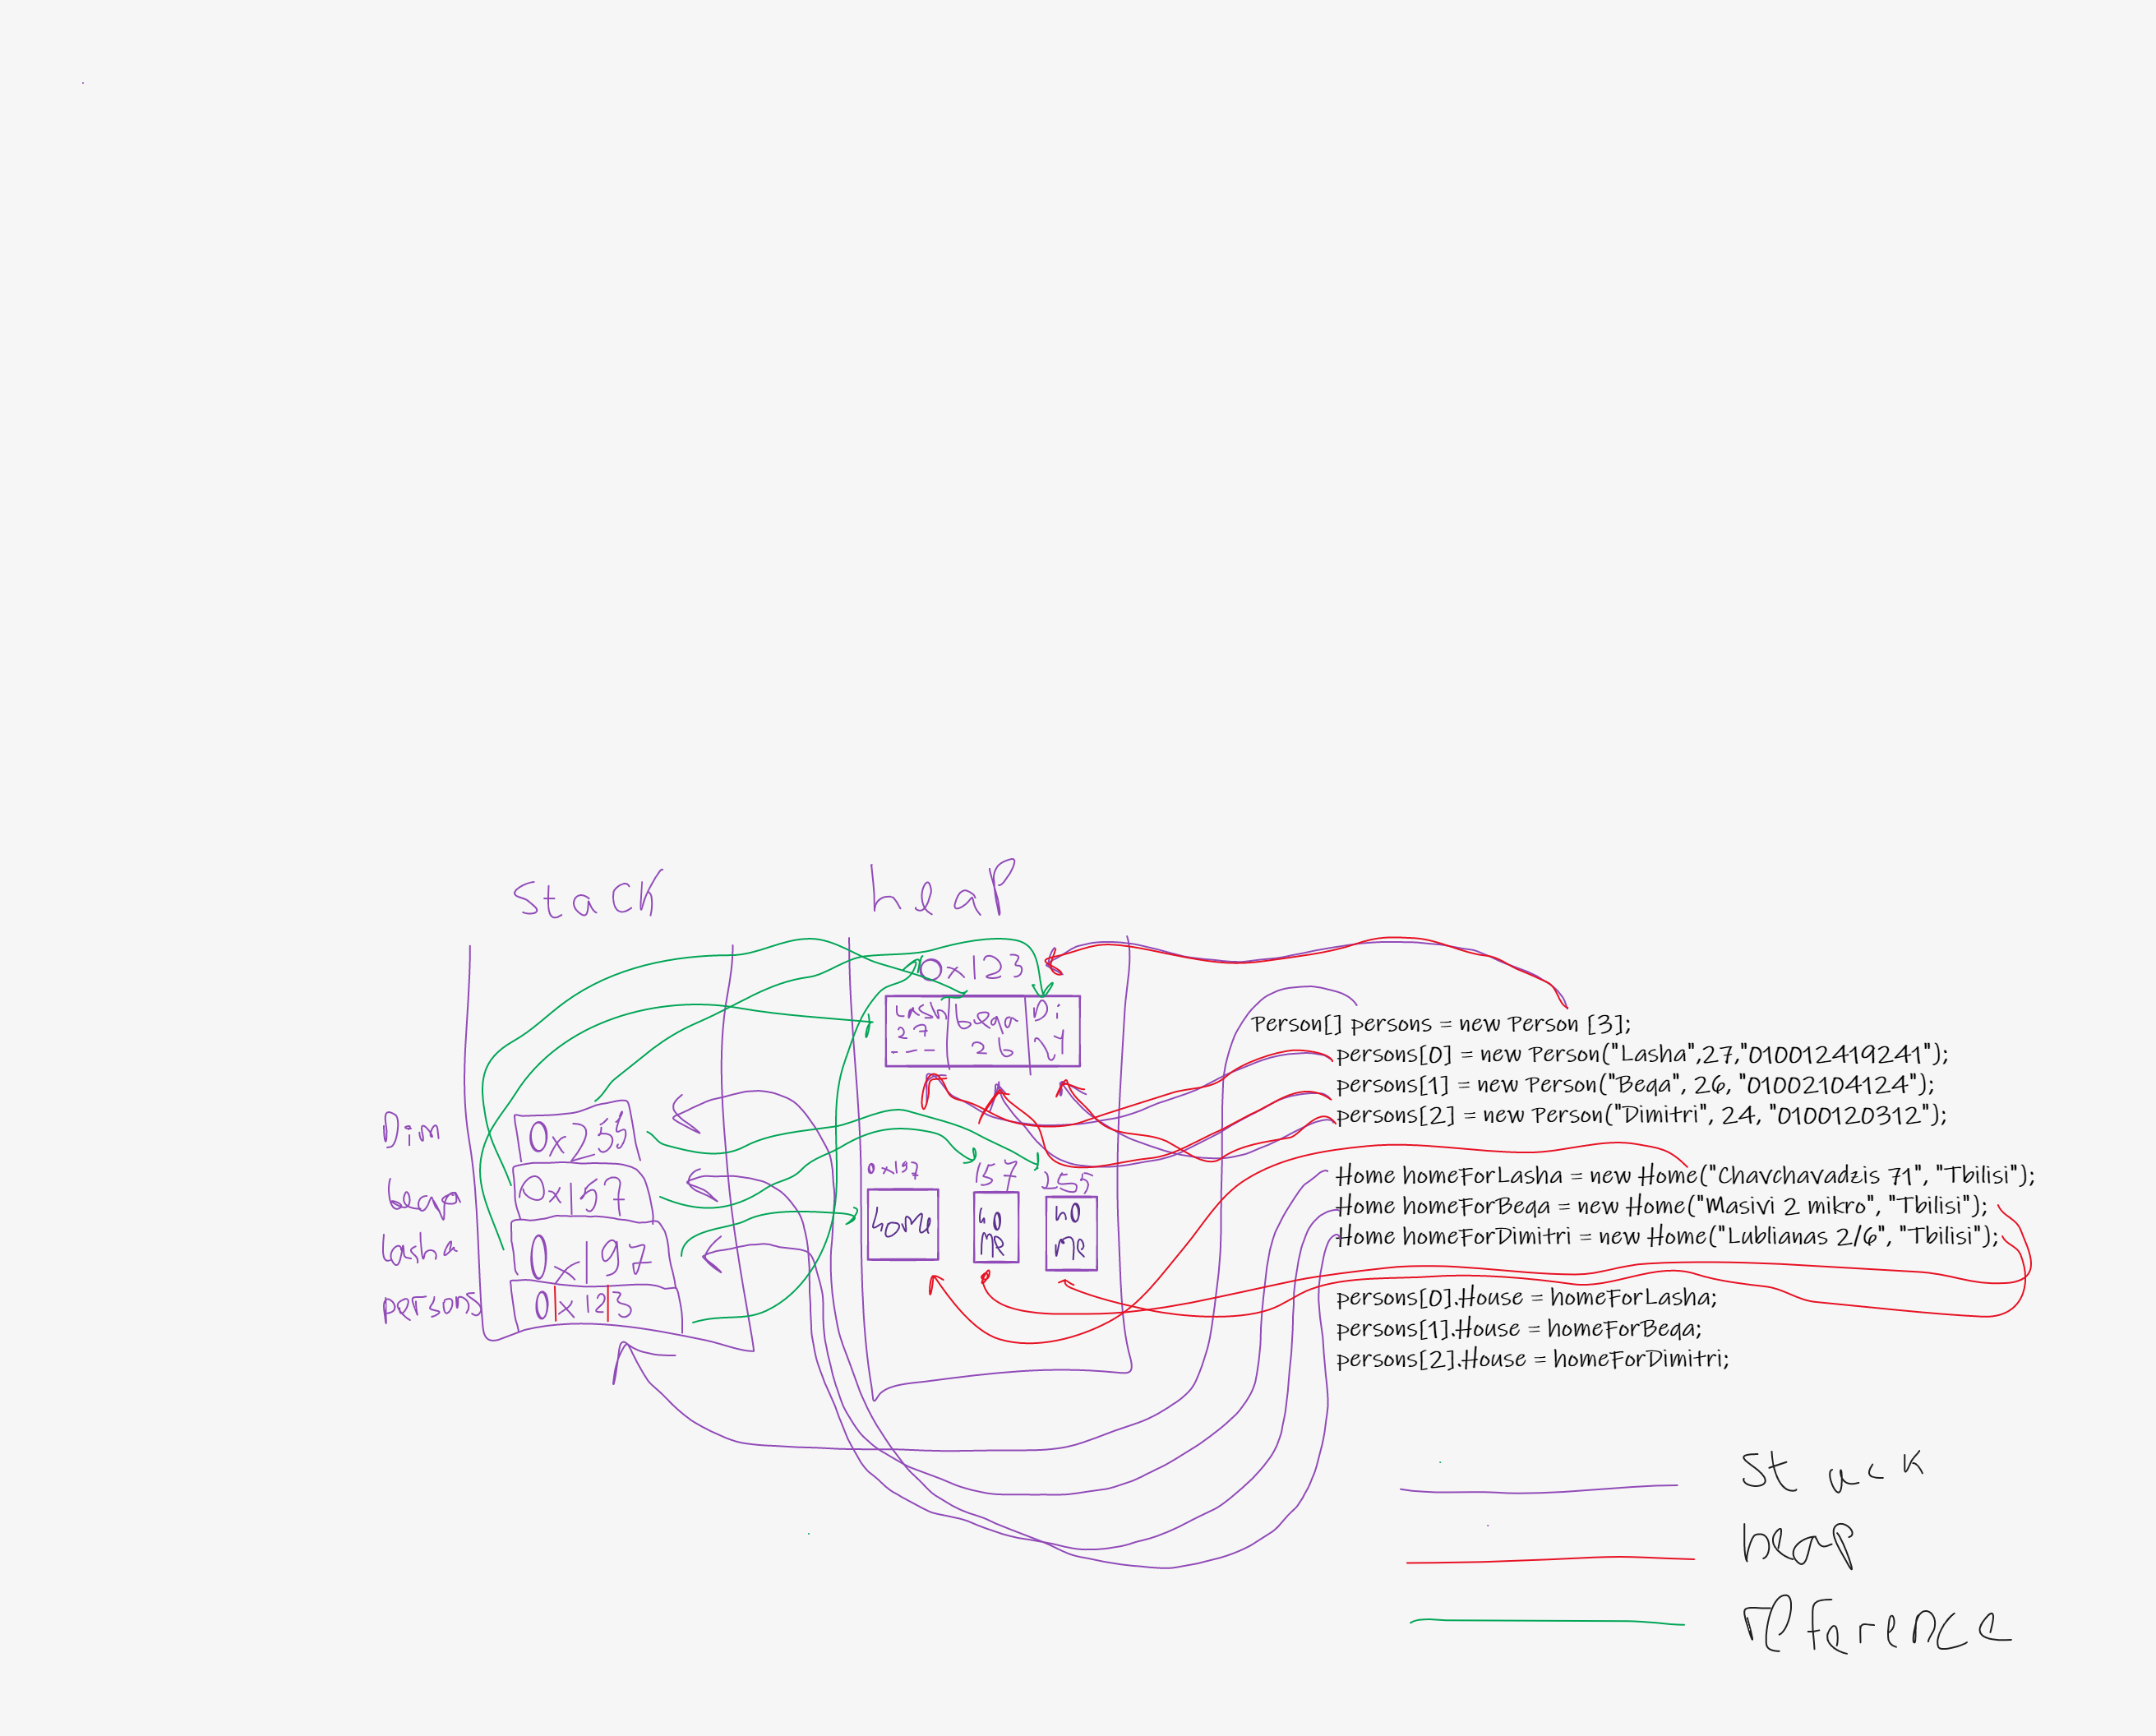 Stack
heap
0x123
Lash
27
---
beqa
26
Di
24
Dim
0x255
beqa
0x157
Lasha
0x197
persons
0x123
0x197
home
157
ho
me
255
ho
me
Person[] persons = new Person [3];
persons[0] = new Person("Lasha",27,"010012419241");
persons[1] = new Person("Beqa", 26, "01002104124");
persons[2] = new Person("Dimitri", 24, "0100120312");
Home homeForLasha = new Home("Chavchavadzis 71", "Tbilisi");
Home homeForBeqa = new Home("Masivi 2 mikro", "Tbilisi");
Home homeForDimitri = new Home("Lublianas 2/6", "Tbilisi");
persons[0].House = homeForLasha;
persons[1].House = homeForBeqa;
persons[2].House = homeForDimitri;
Stack
heap
reference